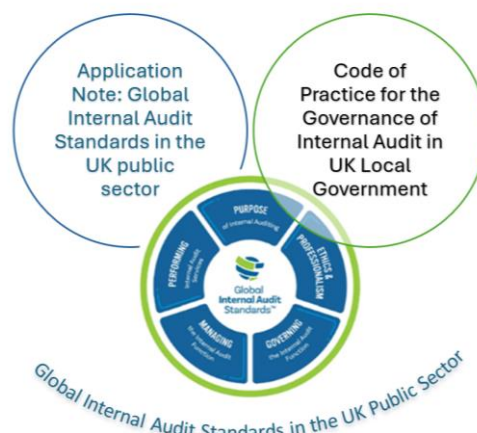 Application
Note: Global
Internal Audit
Standards in the
UK public
sector
Code of
Practice for the
Governance of
Internal Audit in
UK Local
Government
PURPOSE
of Internal Auditing
ETHICS &
PROFESSIONALISM
GOVERNING
the Internal Audit
Function
MANAGING
the Internal Audit
Function
PERFORMING
Internal Audit
Services
Global
Internal Audit
Standards™
Global Internal Audit Standards in the UK Public Sector